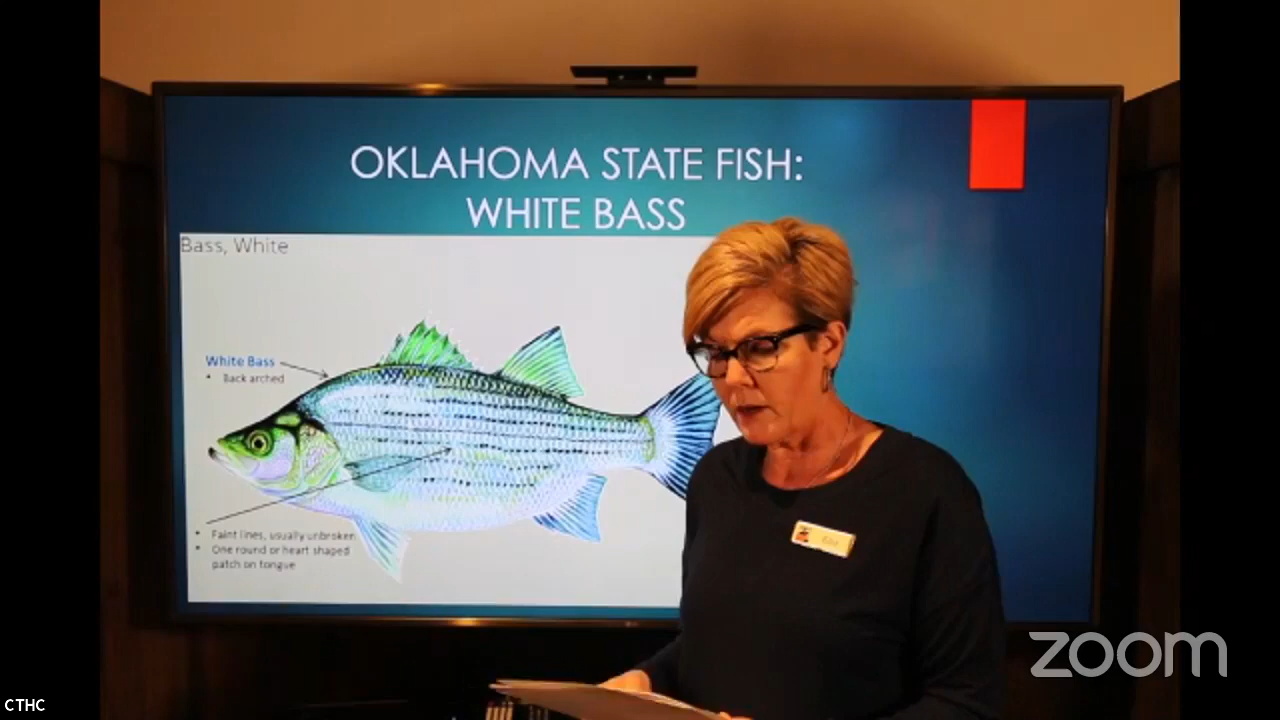 OKLAHOMA STATE FISH:
WHITE BASS
Bass, White
White Bass
• Back arched
• Faint lines, usually unbroken
• One round or heart shaped
patch on tongue
zoom
CTHC